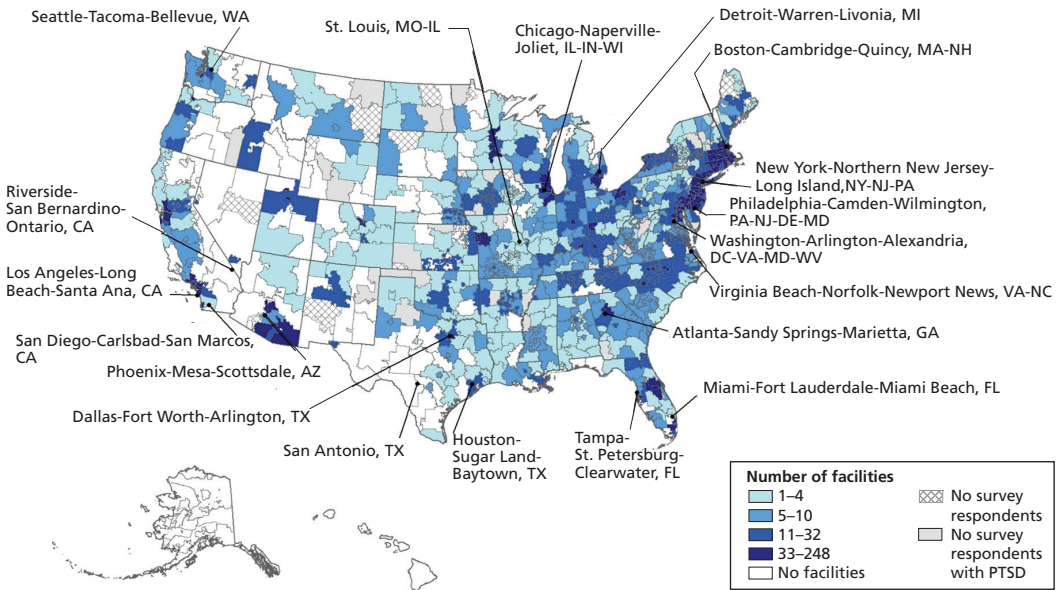 Seattle-Tacoma-Bellevue, WA
St. Louis, MO-IL
Chicago-Naperville-
Joliet, IL-IN-WI
Detroit-Warren-Livonia, MI
Boston-Cambridge-Quincy, MA-NH
New York-Northern New Jersey-
Long Island,NY-NJ-PA
Philadelphia-Camden-Wilmington,
PA-NJ-DE-MD
Washington-Arlington-Alexandria,
DC-VA-MD-WV
Virginia Beach-Norfolk-Newport News, VA-NC
Atlanta-Sandy Springs-Marietta, GA
Miami-Fort Lauderdale-Miami Beach, FL
Riverside-
San Bernardino-
Ontario, CA
Los Angeles-Long
Beach-Santa Ana, CA
San Diego-Carlsbad-San Marcos,
CA
Phoenix-Mesa-Scottsdale, AZ
Dallas-Fort Worth-Arlington, TX
San Antonio, TX
Houston-
Sugar Land-
Baytown, TX
Tampa-
St. Petersburg-
Clearwater, FL
Number of facilities
1–4
5–10
11–32
33–248
No facilities
No survey
respondents
No survey
respondents
with PTSD